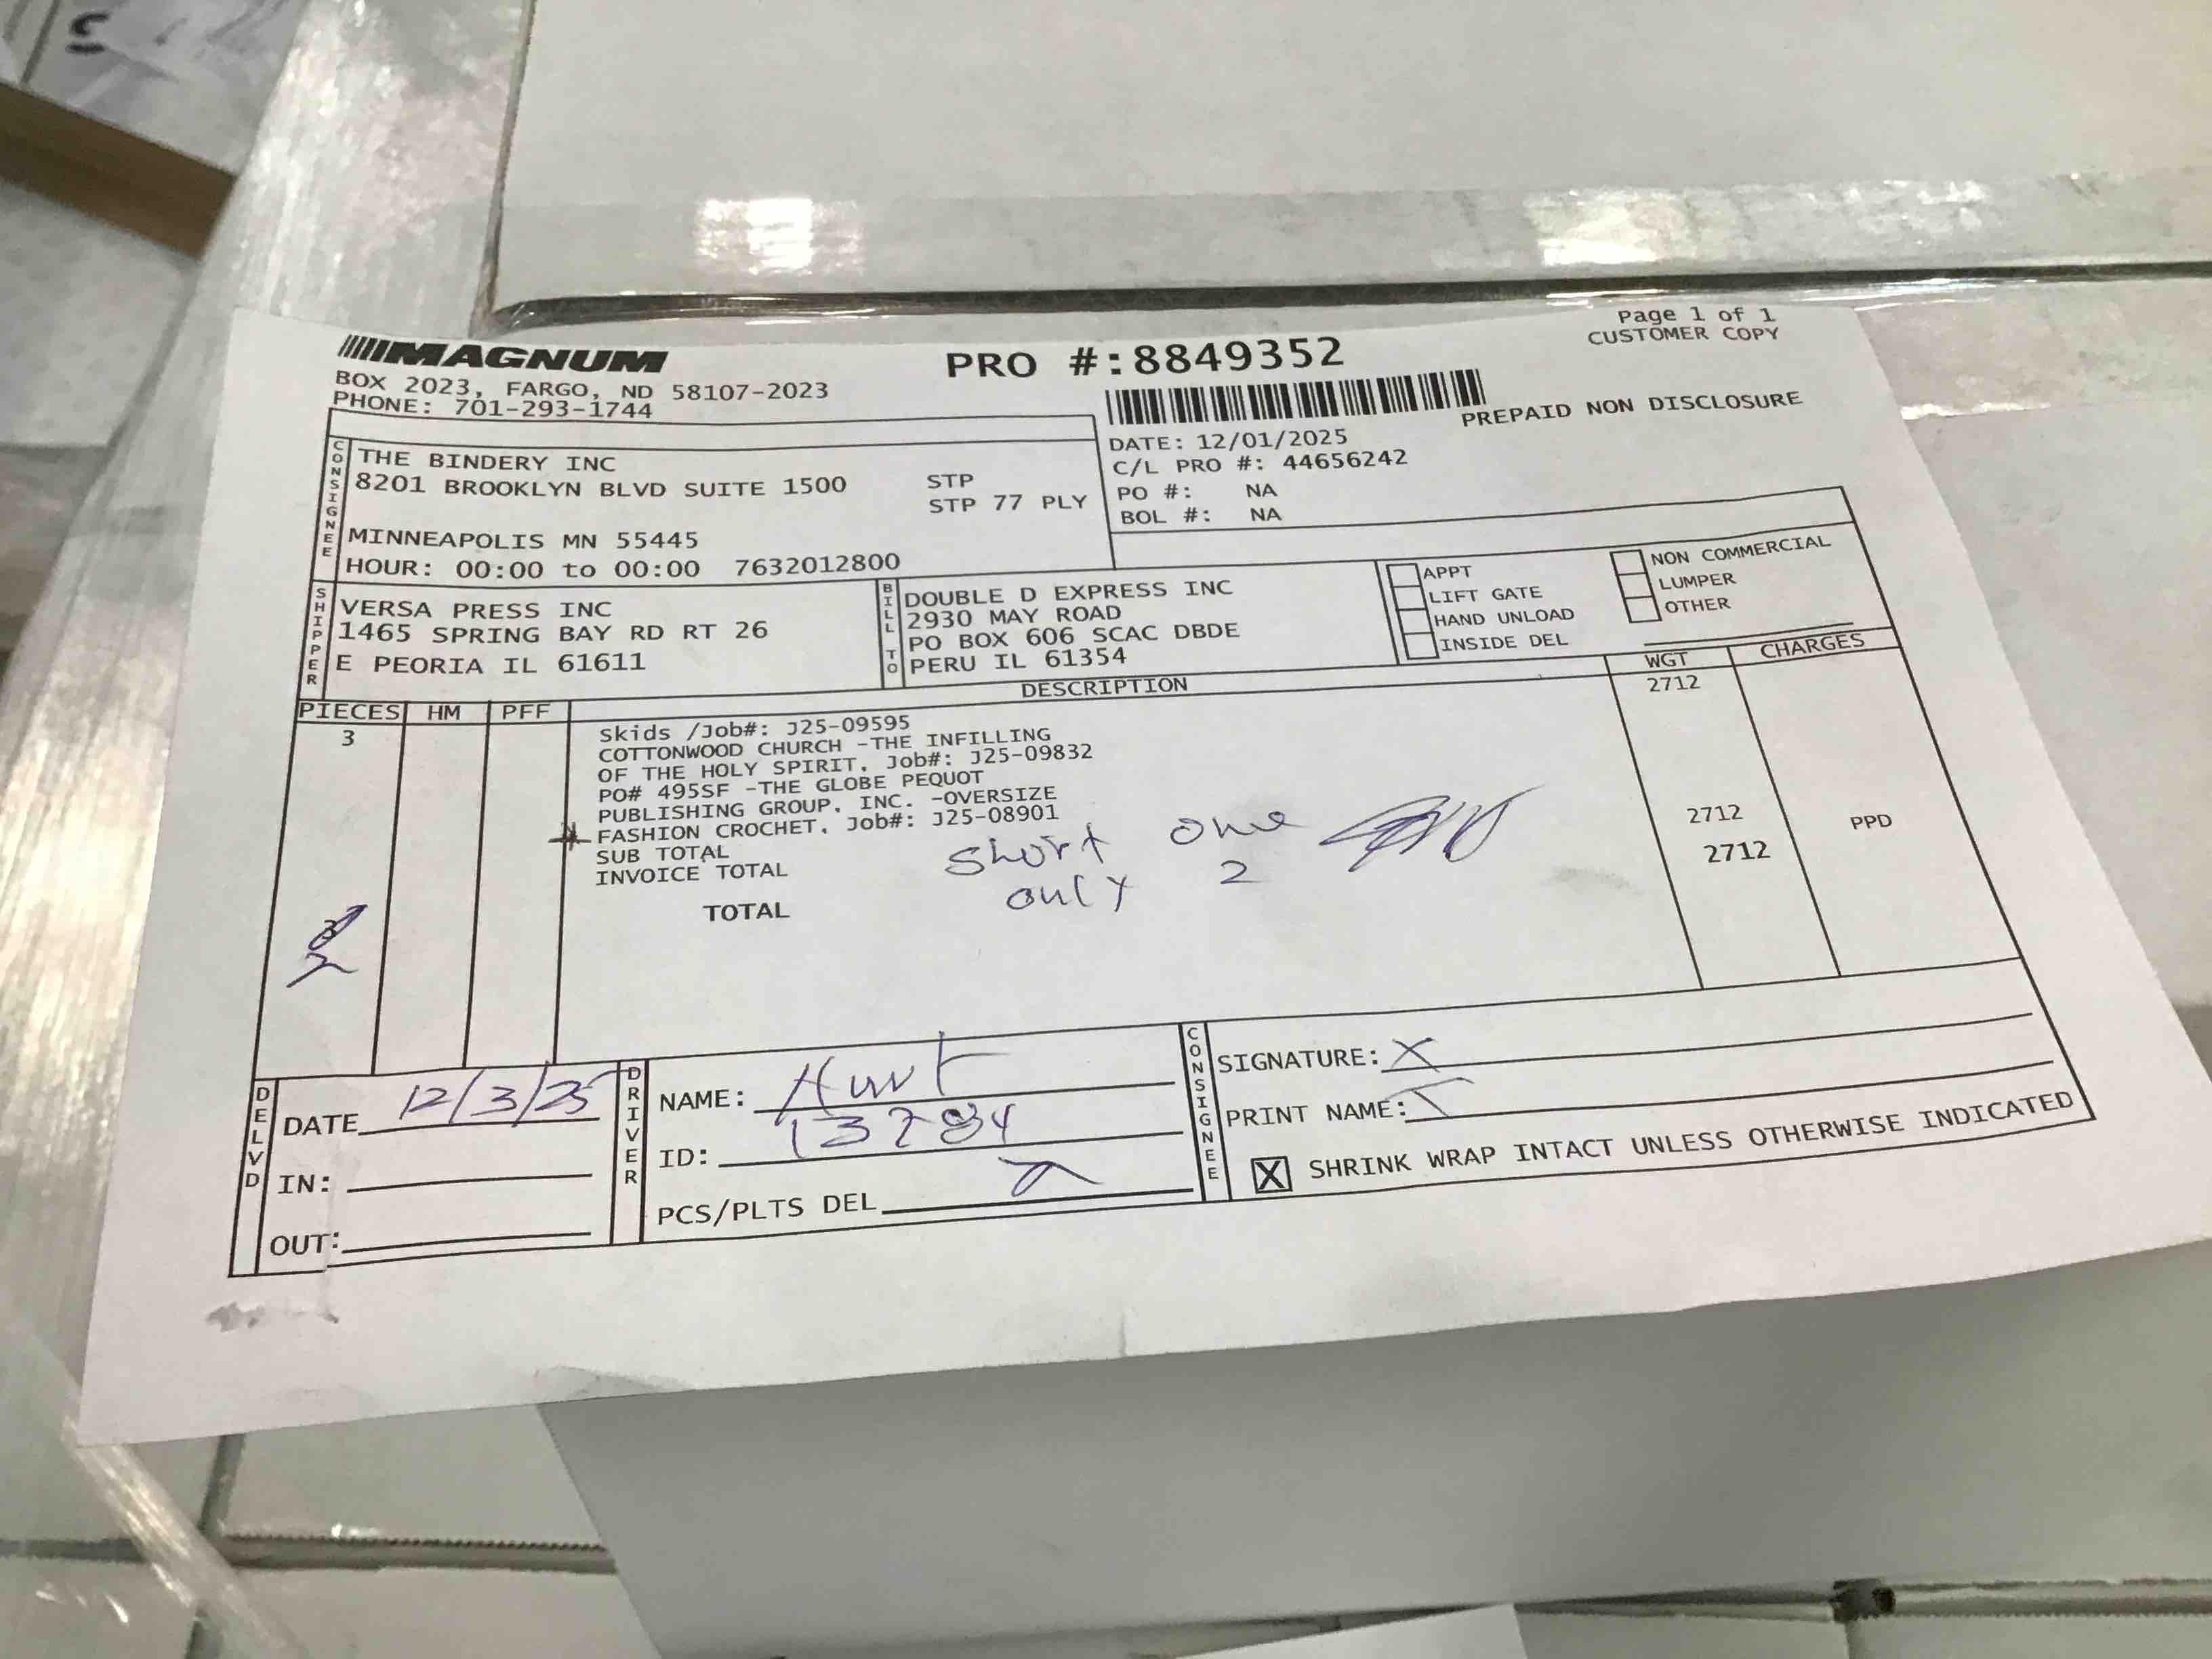 MAGNUM
BOX 2023, FARGO, ND 58107-2023
PHONE: 701-293-1744
PRO #:8849352
Page 1 of 1
CUSTOMER COPY
PREPAID NON DISCLOSURE
DATE: 12/01/2025
C/L PRO #: 44656242
PO #: NA
BOL #: NA
CONSIGNEE
THE BINDERY INC
8201 BROOKLYN BLVD SUITE 1500 STP
STP 77 PLY
MINNEAPOLIS MN 55445
HOUR: 00:00 to 00:00 7632012800
SHIPPER
VERSA PRESS INC
1465 SPRING BAY RD RT 26
E PEORIA IL 61611
BILL TO
DOUBLE D EXPRESS INC
2930 MAY ROAD
PO BOX 606 SCAC DBDE
PERU IL 61354
APPT
LIFT GATE
HAND UNLOAD
INSIDE DEL
NON COMMERCIAL
LUMPER
OTHER
PIECES HM PFF DESCRIPTION WGT CHARGES
3 skids /Job#: J25-09595 2712
COTTONWOOD CHURCH -THE INFILLING
OF THE HOLY SPIRIT, Job#: J25-09832
PO# 495SF -THE GLOBE PEQUOT
PUBLISHING GROUP, INC. -OVERSIZE
FASHION CROCHET, Job#: J25-08901
SUB TOTAL 2712 PPD
INVOICE TOTAL 2712
short one
only 2
3 TOTAL
2
DELVD
DATE 12/3/25
IN:
OUT:
DRIVER
NAME: Hunt
ID:
PCS/PLTS DEL 2
CONSIGNEE
SIGNATURE: X
PRINT NAME:
X SHRINK WRAP INTACT UNLESS OTHERWISE INDICATED